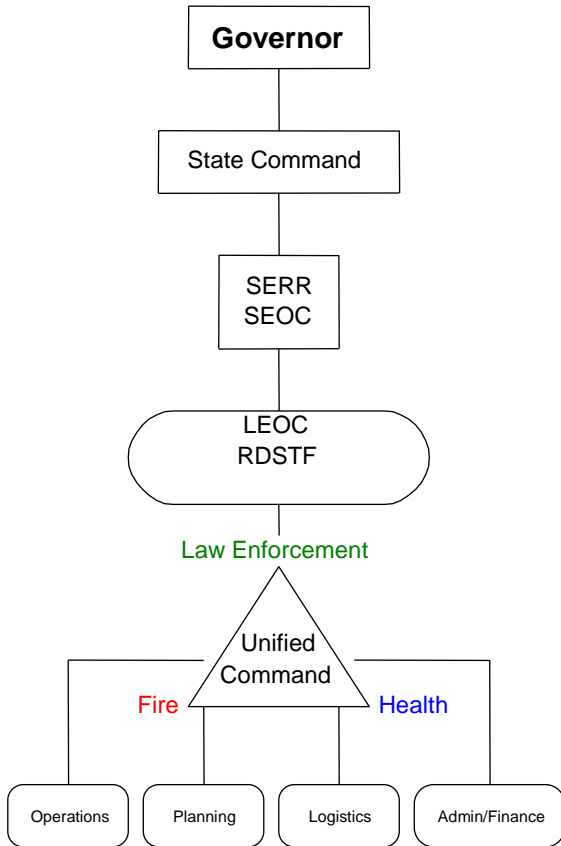 Governor
State Command
SERR
SEOC
LEOC
RDSTF
Law Enforcement
Unified
Command
Fire
Health
Operations
Planning
Logistics
Admin/Finance